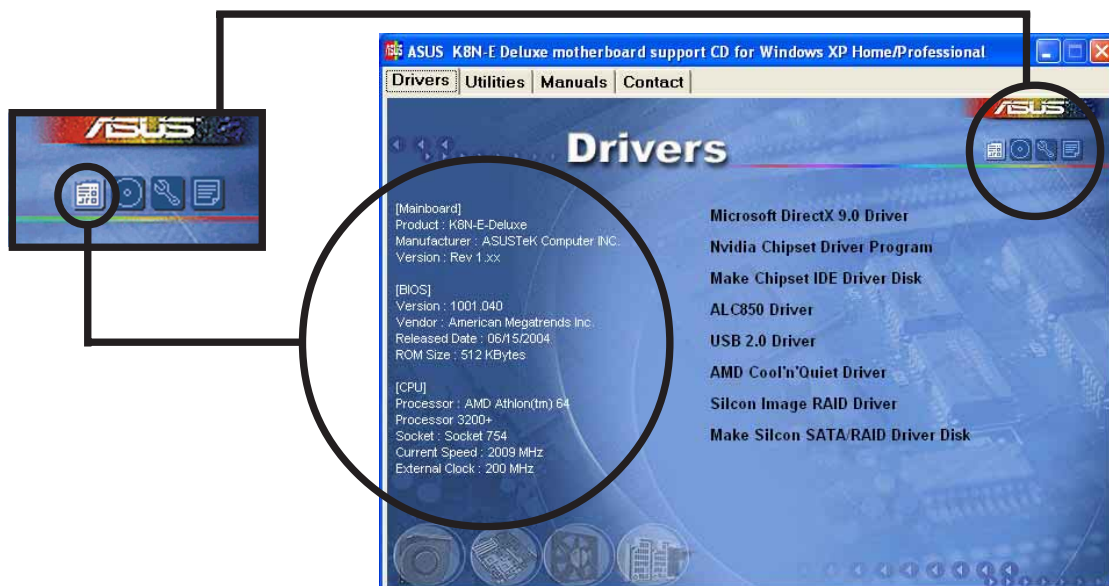 ASUS K8N-E Deluxe motherboard support CD for Windows XP Home/Professional
Drivers Utilities Manuals Contact
ASUS
ASUS
Drivers
[Mainboard]
Product : K8N-E-Deluxe
Manufacturer : ASUSTeK Computer INC.
Version : Rev 1.xx
[BIOS]
Version : 1001.040
Vendor : American Megatrends Inc.
Released Date : 06/15/2004
ROM Size : 512 KBytes
[CPU]
Processor : AMD Athlon(tm) 64
Processor 3200+
Socket : Socket 754
Current Speed : 2009 MHz
External Clock : 200 MHz
Microsoft DirectX 9.0 Driver
Nvidia Chipset Driver Program
Make Chipset IDE Driver Disk
ALC850 Driver
USB 2.0 Driver
AMD Cool'n'Quiet Driver
Silcon Image RAID Driver
Make Silcon SATA/RAID Driver Disk